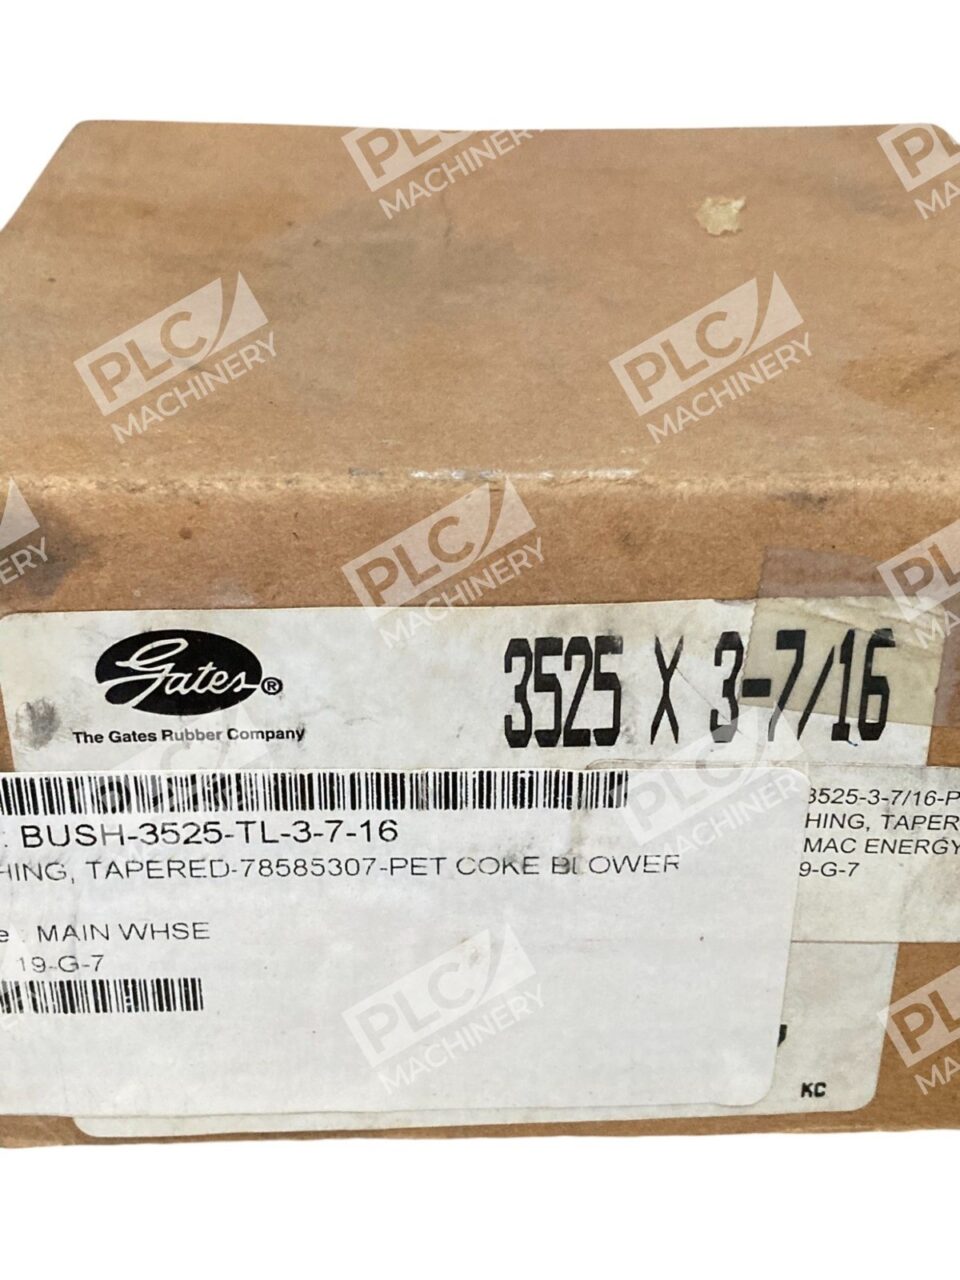 Gates®
The Gates Rubber Company
3525 X 3-7/16
: BUSH-3525-TL-3-7-16
HING, TAPERED-78585307-PET COKE BLOWER
e : MAIN WHSE
19-G-7
3525-3-7/16-P
HING, TAPER
MAC ENERGY
9-G-7
KC
PLC MACHINERY